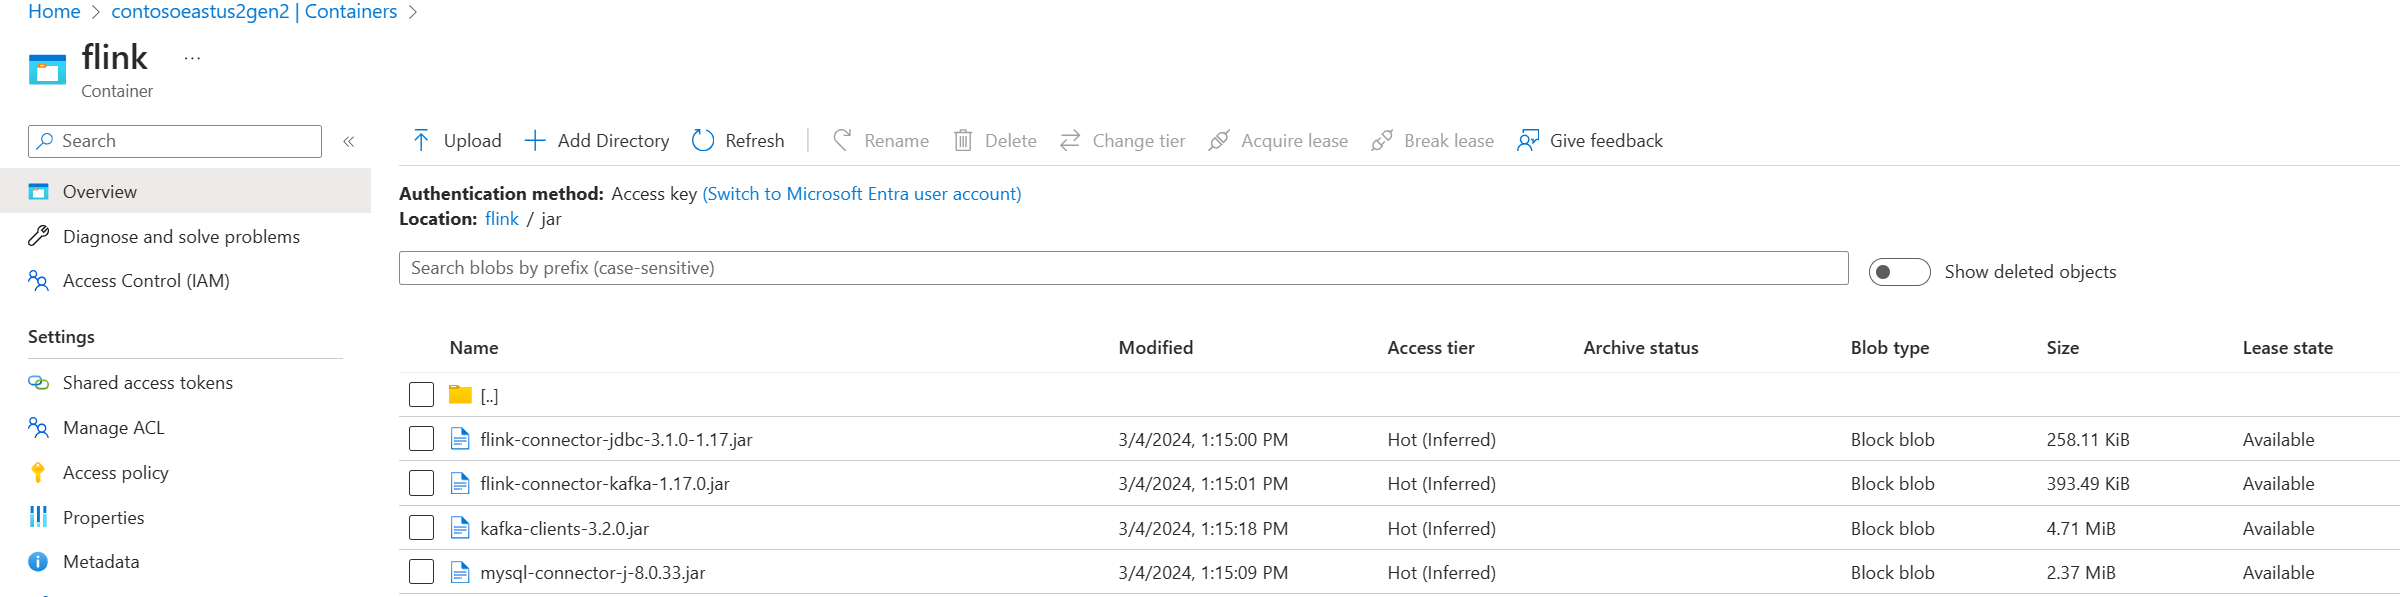 Home > contosoeastus2gen2 | Containers >
flink ...
Container
Search «
Overview
Diagnose and solve problems
Access Control (IAM)
Settings
Shared access tokens
Manage ACL
Access policy
Properties
Metadata
Upload Add Directory Refresh Rename Delete Change tier Acquire lease Break lease Give feedback
Authentication method: Access key (Switch to Microsoft Entra user account)
Location: flink / jar
Search blobs by prefix (case-sensitive) Show deleted objects
Name Modified Access tier Archive status Blob type Size Lease state
[..]
flink-connector-jdbc-3.1.0-1.17.jar 3/4/2024, 1:15:00 PM Hot (Inferred) Block blob 258.11 KiB Available
flink-connector-kafka-1.17.0.jar 3/4/2024, 1:15:01 PM Hot (Inferred) Block blob 393.49 KiB Available
kafka-clients-3.2.0.jar 3/4/2024, 1:15:18 PM Hot (Inferred) Block blob 4.71 MiB Available
mysql-connector-j-8.0.33.jar 3/4/2024, 1:15:09 PM Hot (Inferred) Block blob 2.37 MiB Available